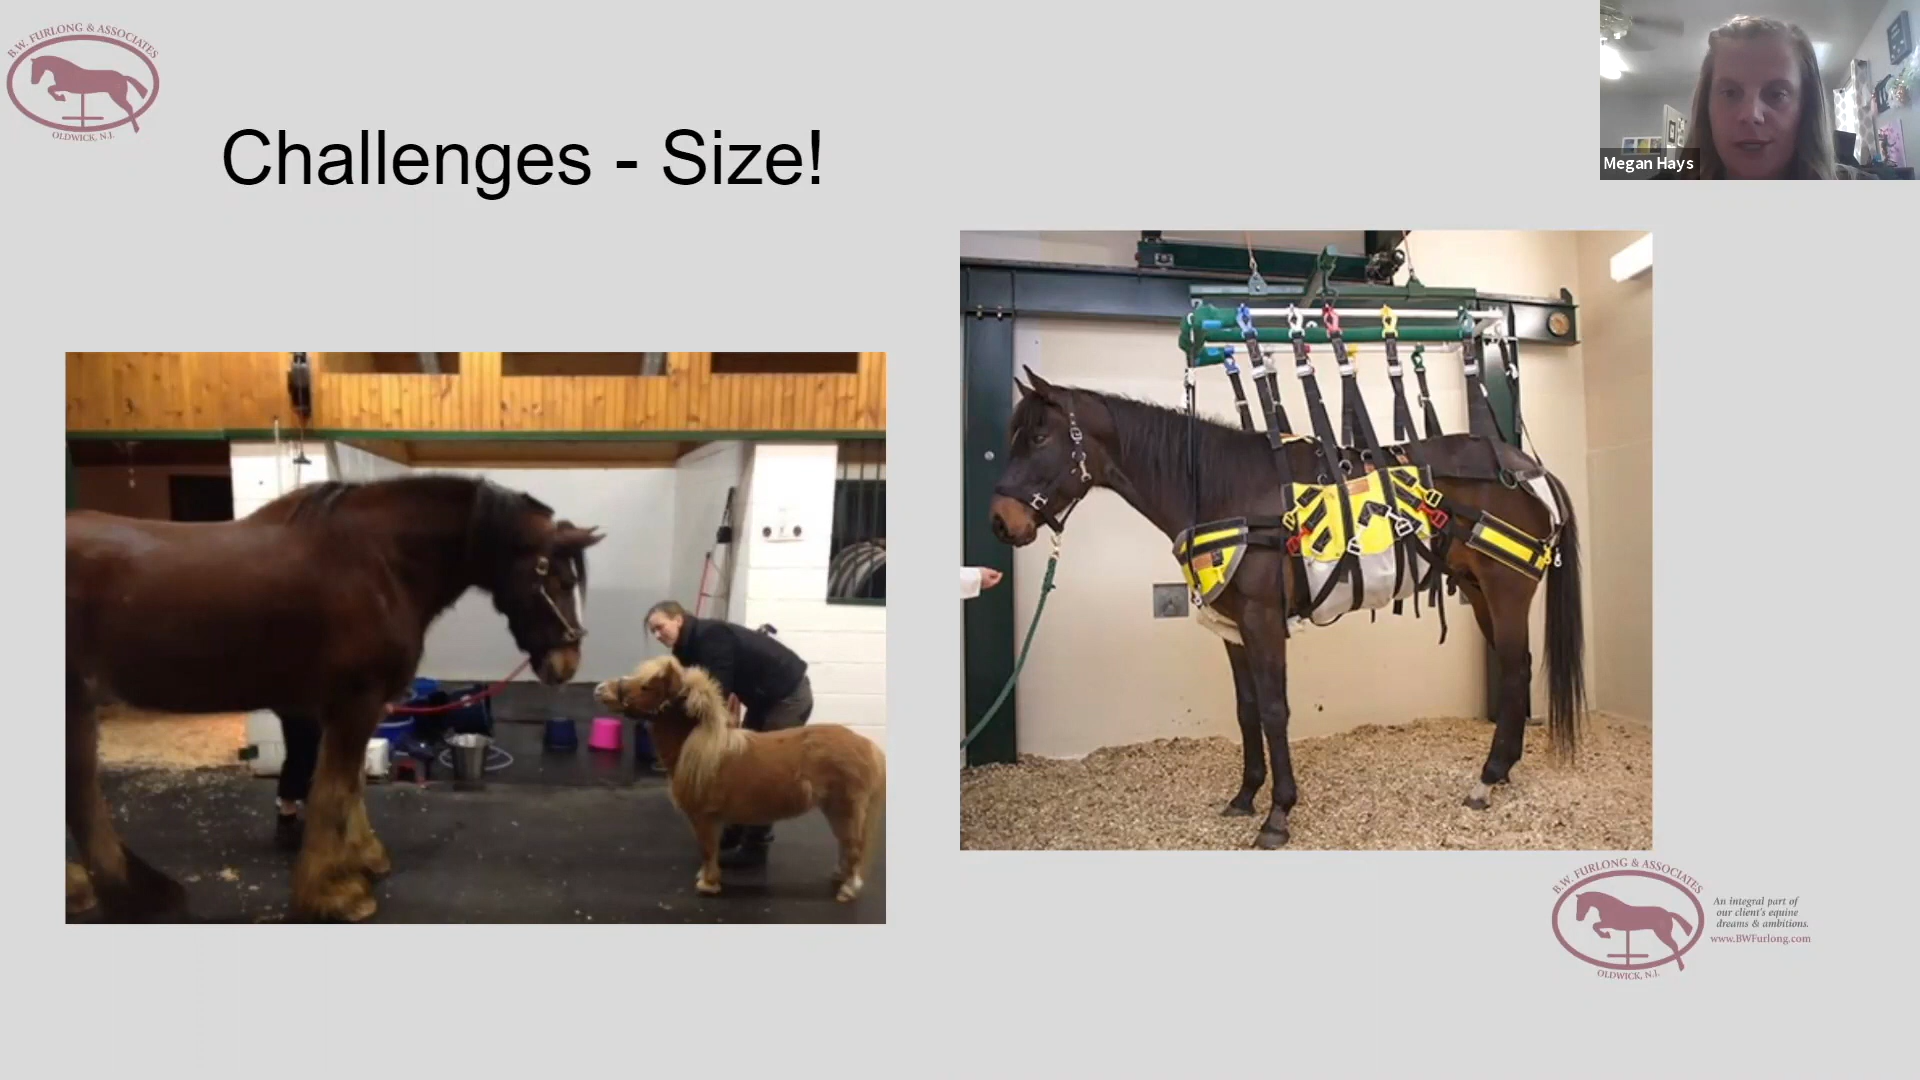 B.W. FURLONG & ASSOCIATES
OLDWICK, N.J.
Challenges - Size!
Megan Hays
B.W. FURLONG & ASSOCIATES
OLDWICK, N.J.
An integral part of
our client's equine
dreams & ambitions.
www.BWFurlong.com